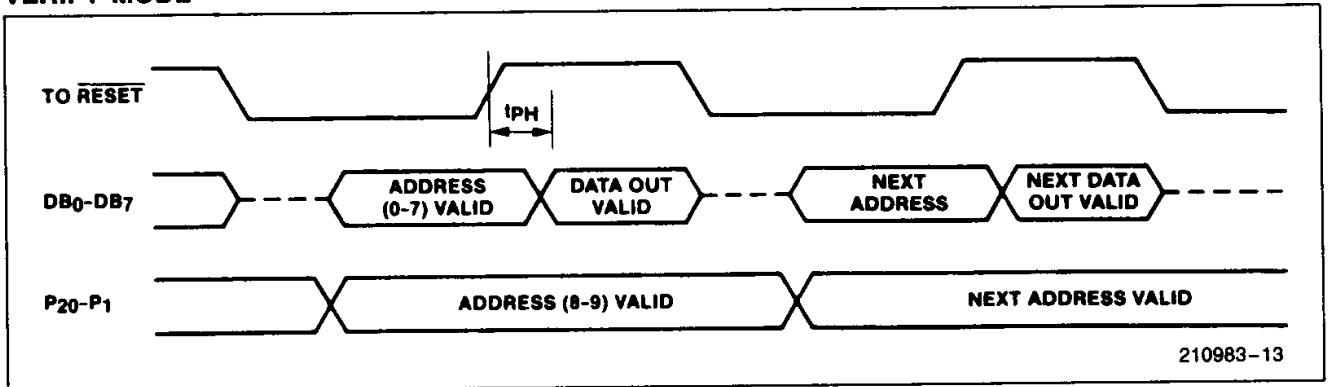 TO RESET
tPH
DB0-DB7
ADDRESS
(0-7) VALID
DATA OUT
VALID
NEXT
ADDRESS
NEXT DATA
OUT VALID
P20-P1
ADDRESS (8-9) VALID
NEXT ADDRESS VALID
210983-13